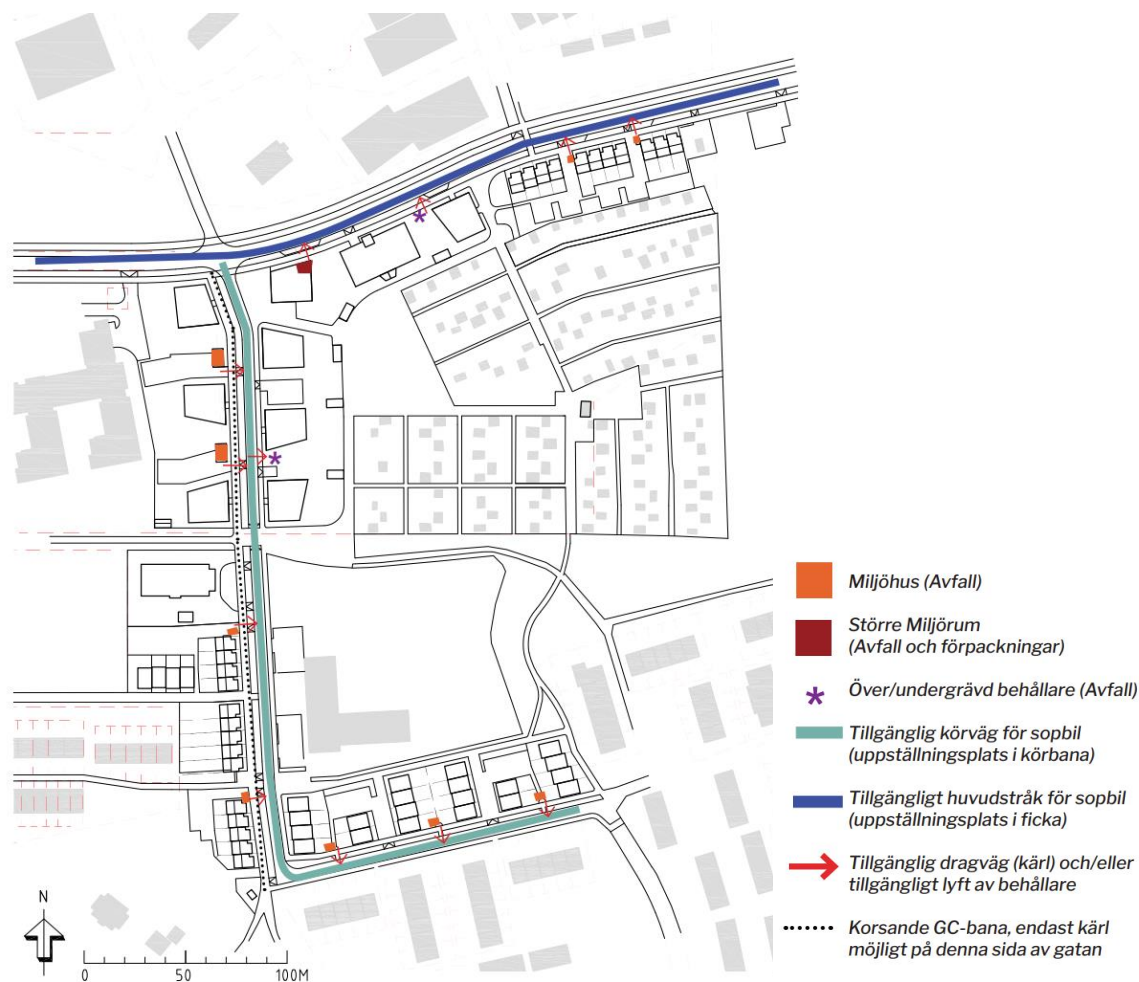 Miljöhus (Avfall)
Större Miljörum
(Avfall och förpackningar)
Över/undergrävd behållare (Avfall)
Tillgänglig körväg för sopbil
(uppställningsplats i körbana)
Tillgängligt huvudstråk för sopbil
(uppställningsplats i ficka)
Tillgänglig dragväg (kärl) och/eller
tillgängligt lyft av behållare
Korsande GC-bana, endast kärl
möjligt på denna sida av gatan
N
0 50 100M